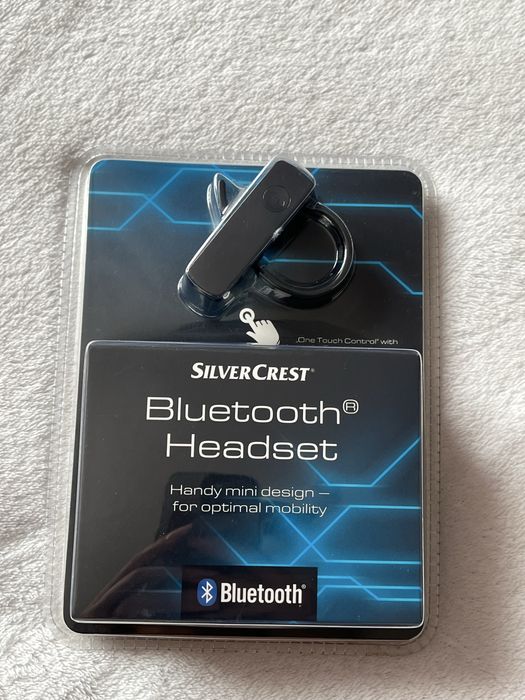 „One Touch Control" with
SILVERCREST®
Bluetooth®
Headset
Handy mini design –
for optimal mobility
Bluetooth®